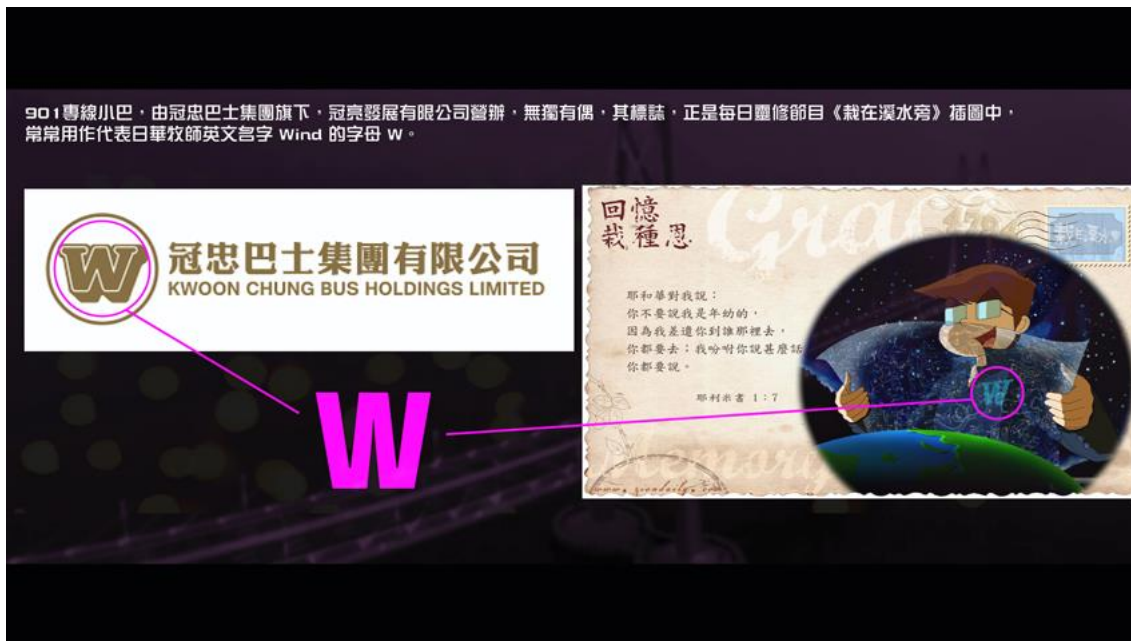 901專線小巴，由冠忠巴士集團旗下，冠亮發展有限公司營辦，無獨有偶，其標誌，正是每日靈修節目《栽在溪水旁》插圖中，
常常用作代表日華牧師英文名字 Wind 的字母 W。
W
冠忠巴士集團有限公司
KWOON CHUNG BUS HOLDINGS LIMITED
W
回憶
栽種恩
Grace
耶和華對我說：
你不要說我是年幼的，
因為我差遣你到誰那裡去，
你都要去；我吩咐你說甚麼話
你都要說。
耶利米書 1：7
W
memory